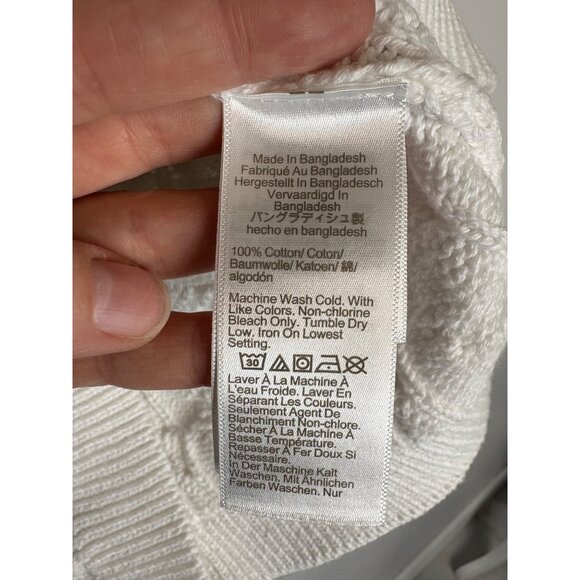 Made In Bangladesh
Fabriqué Au Bangladesh
Hergestellt In Bangladesch
Vervaardigd In
Bangladesh
バングラディシュ製
hecho en bangladesh
100% Cotton/ Coton/
Baumwolle/ Katoen/ 綿/
algodón
Machine Wash Cold. With
Like Colors. Non-chlorine
Bleach Only. Tumble Dry
Low. Iron On Lowest
Setting.
30
Laver À La Machine À
L'eau Froide. Laver En
Séparant Les Couleurs.
Seulement Agent De
Blanchiment Non-chlore.
Sécher À La Machine À
Basse Température.
Repasser À Fer Doux Si
Nécessaire.
In Der Maschine Kalt
Waschen. Mit Ähnlichen
Farben Waschen. Nur